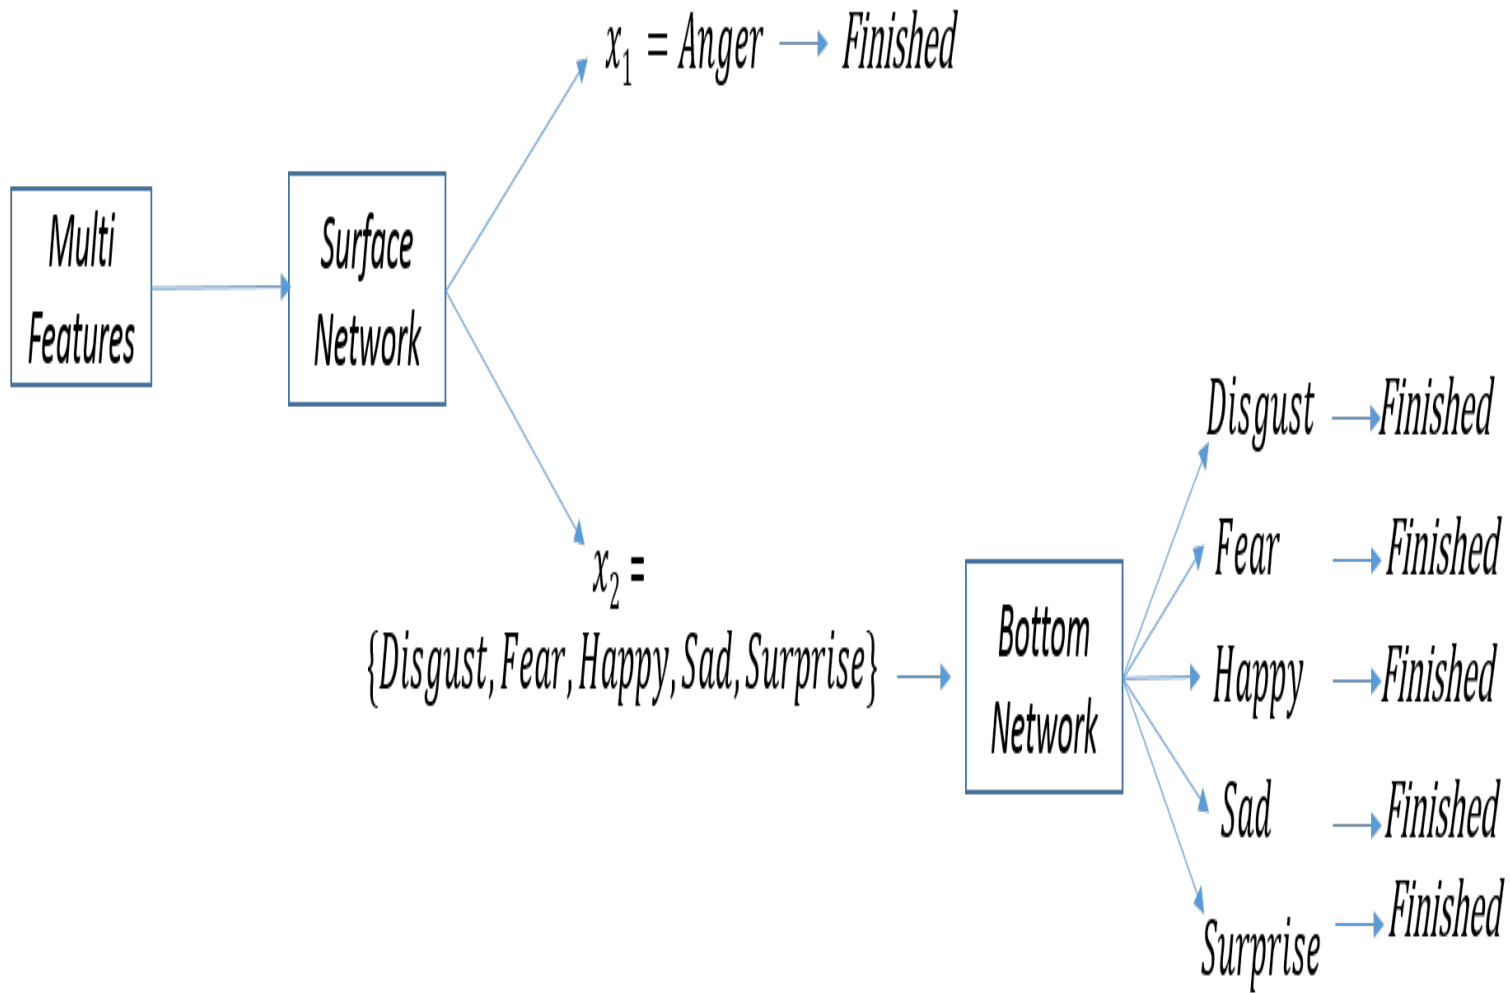 x₁ = Anger → Finished
Multi
Features
Surface
Network
x₂ =
{Disgust, Fear, Happy, Sad, Surprise}
Bottom
Network
Disgust → Finished
Fear → Finished
Happy → Finished
Sad → Finished
Surprise → Finished